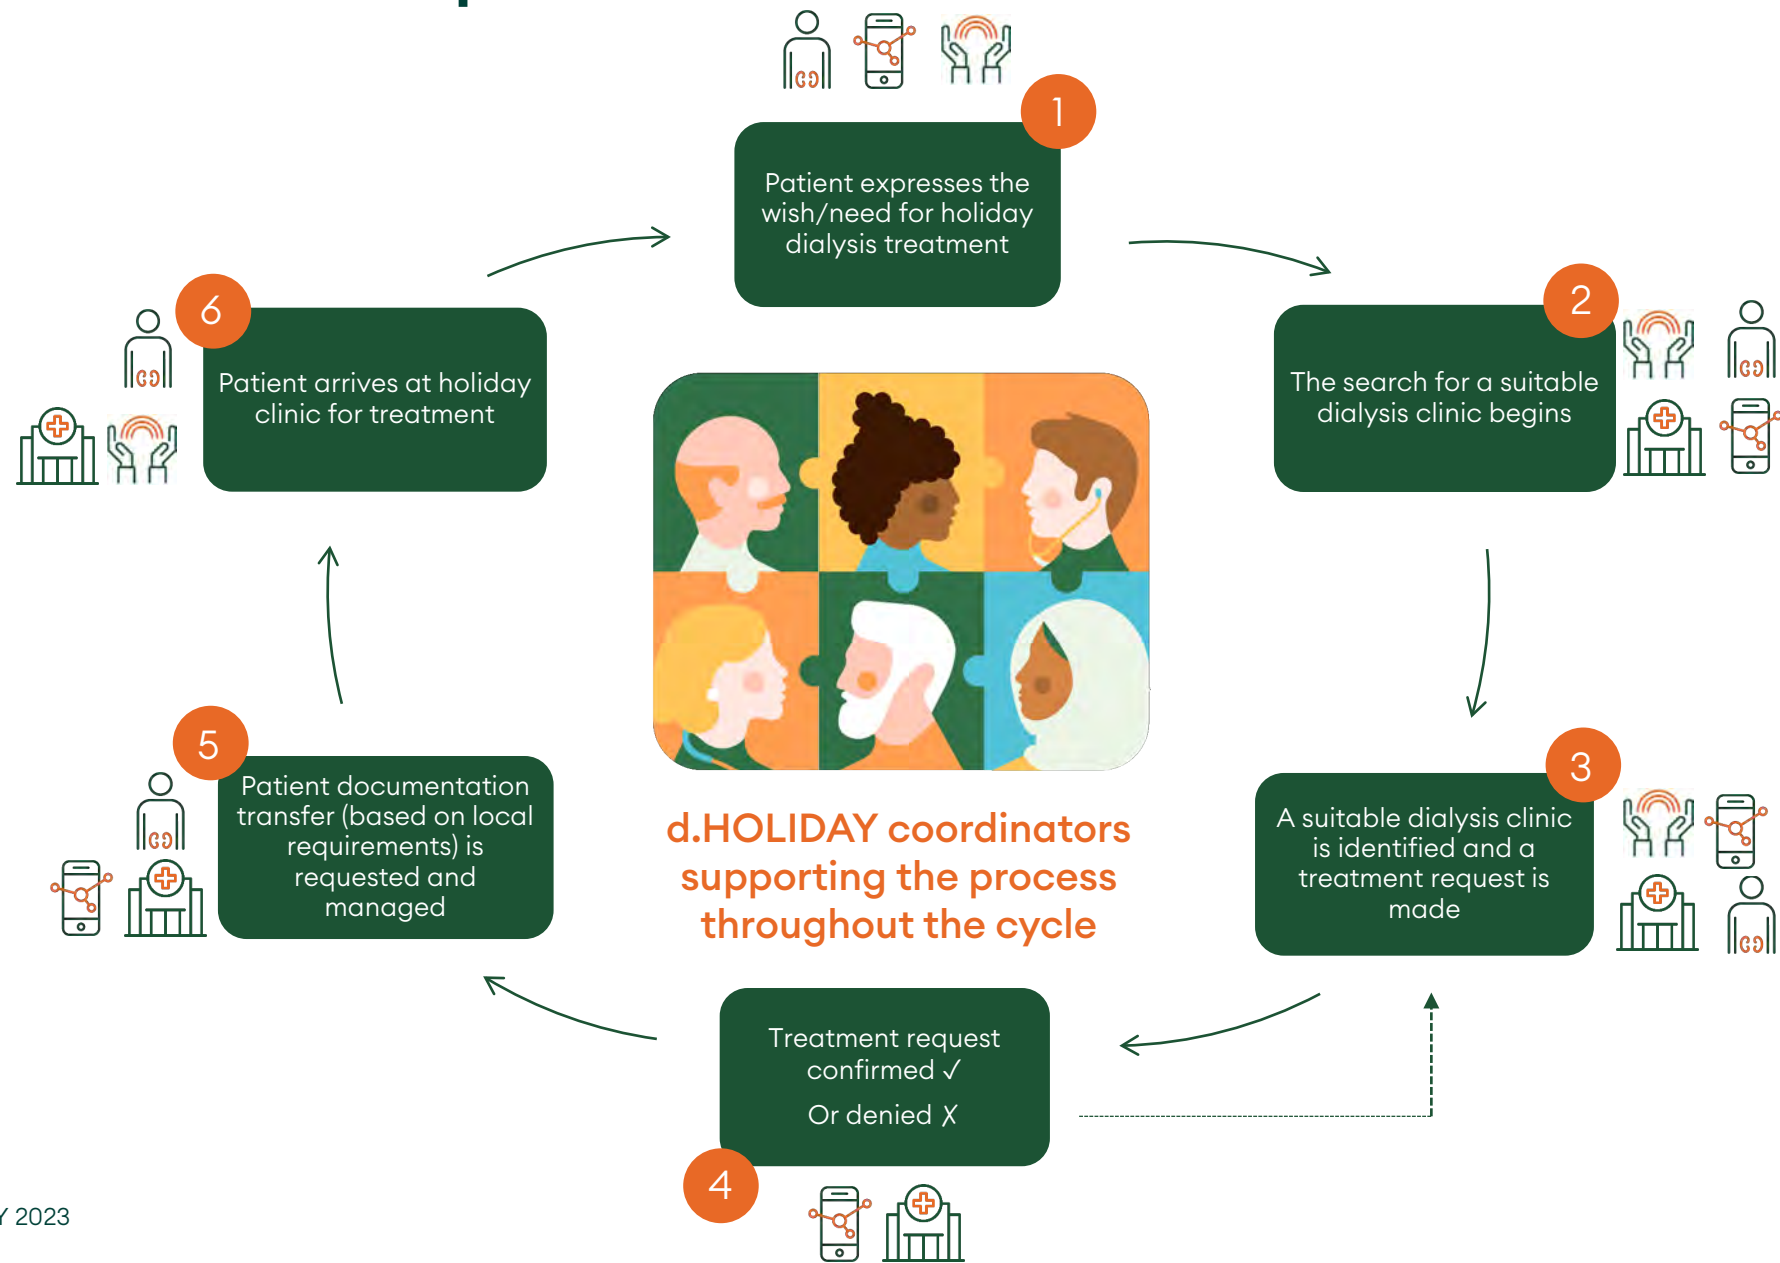 1
Patient expresses the
wish/need for holiday
dialysis treatment
2
The search for a suitable
dialysis clinic begins
3
A suitable dialysis clinic
is identified and a
treatment request is
made
4
Treatment request
confirmed ✓
Or denied X
5
Patient documentation
transfer (based on local
requirements) is
requested and
managed
6
Patient arrives at holiday
clinic for treatment
d.HOLIDAY coordinators
supporting the process
throughout the cycle
Y 2023